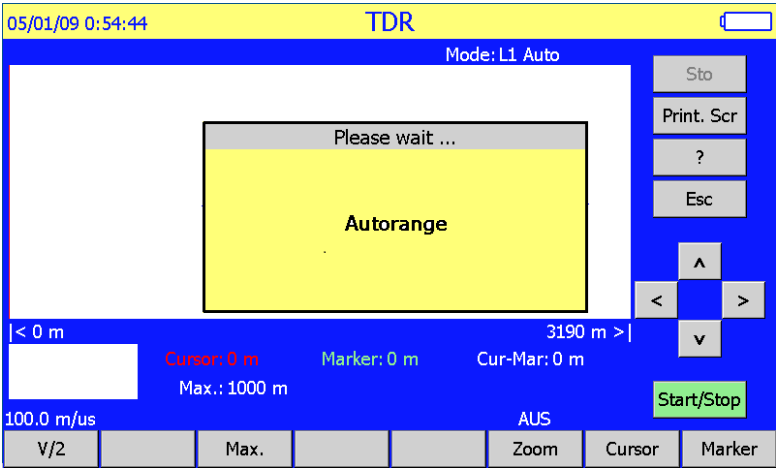 05/01/09 0:54:44 TDR
Mode: L1 Auto
Sto
Print. Scr
?
Esc
Please wait ...
Autorange
ʌ
< >
v
|< 0 m 3190 m >|
Cursor: 0 m Marker: 0 m Cur-Mar: 0 m
Max.: 1000 m
Start/Stop
100.0 m/us AUS
V/2 Max. Zoom Cursor Marker